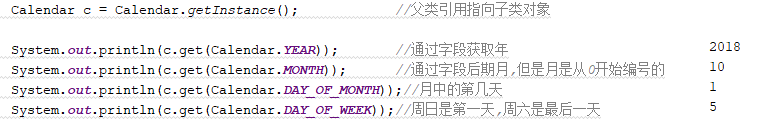 Calendar c = Calendar.getInstance(); //父类引用指向子类对象
System.out.println(c.get(Calendar.YEAR)); //通过字段获取年 2018
System.out.println(c.get(Calendar.MONTH)); //通过字段后期月,但是月是从0开始编号的 10
System.out.println(c.get(Calendar.DAY_OF_MONTH));//月中的第几天 1
System.out.println(c.get(Calendar.DAY_OF_WEEK));//周日是第一天,周六是最后一天 5